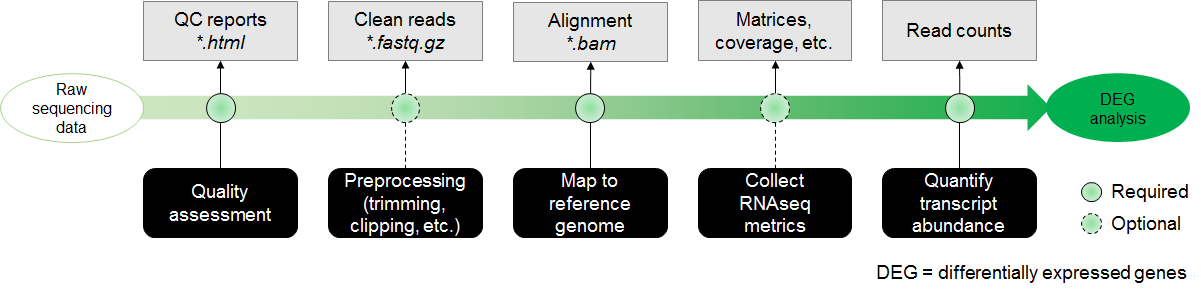 QC reports
*.html
Clean reads
*.fastq.gz
Alignment
*.bam
Matrices,
coverage, etc.
Read counts
Raw
sequencing
data
DEG
analysis
Quality
assessment
Preprocessing
(trimming,
clipping, etc.)
Map to
reference
genome
Collect
RNAseq
metrics
Quantify
transcript
abundance
Required
Optional
DEG = differentially expressed genes